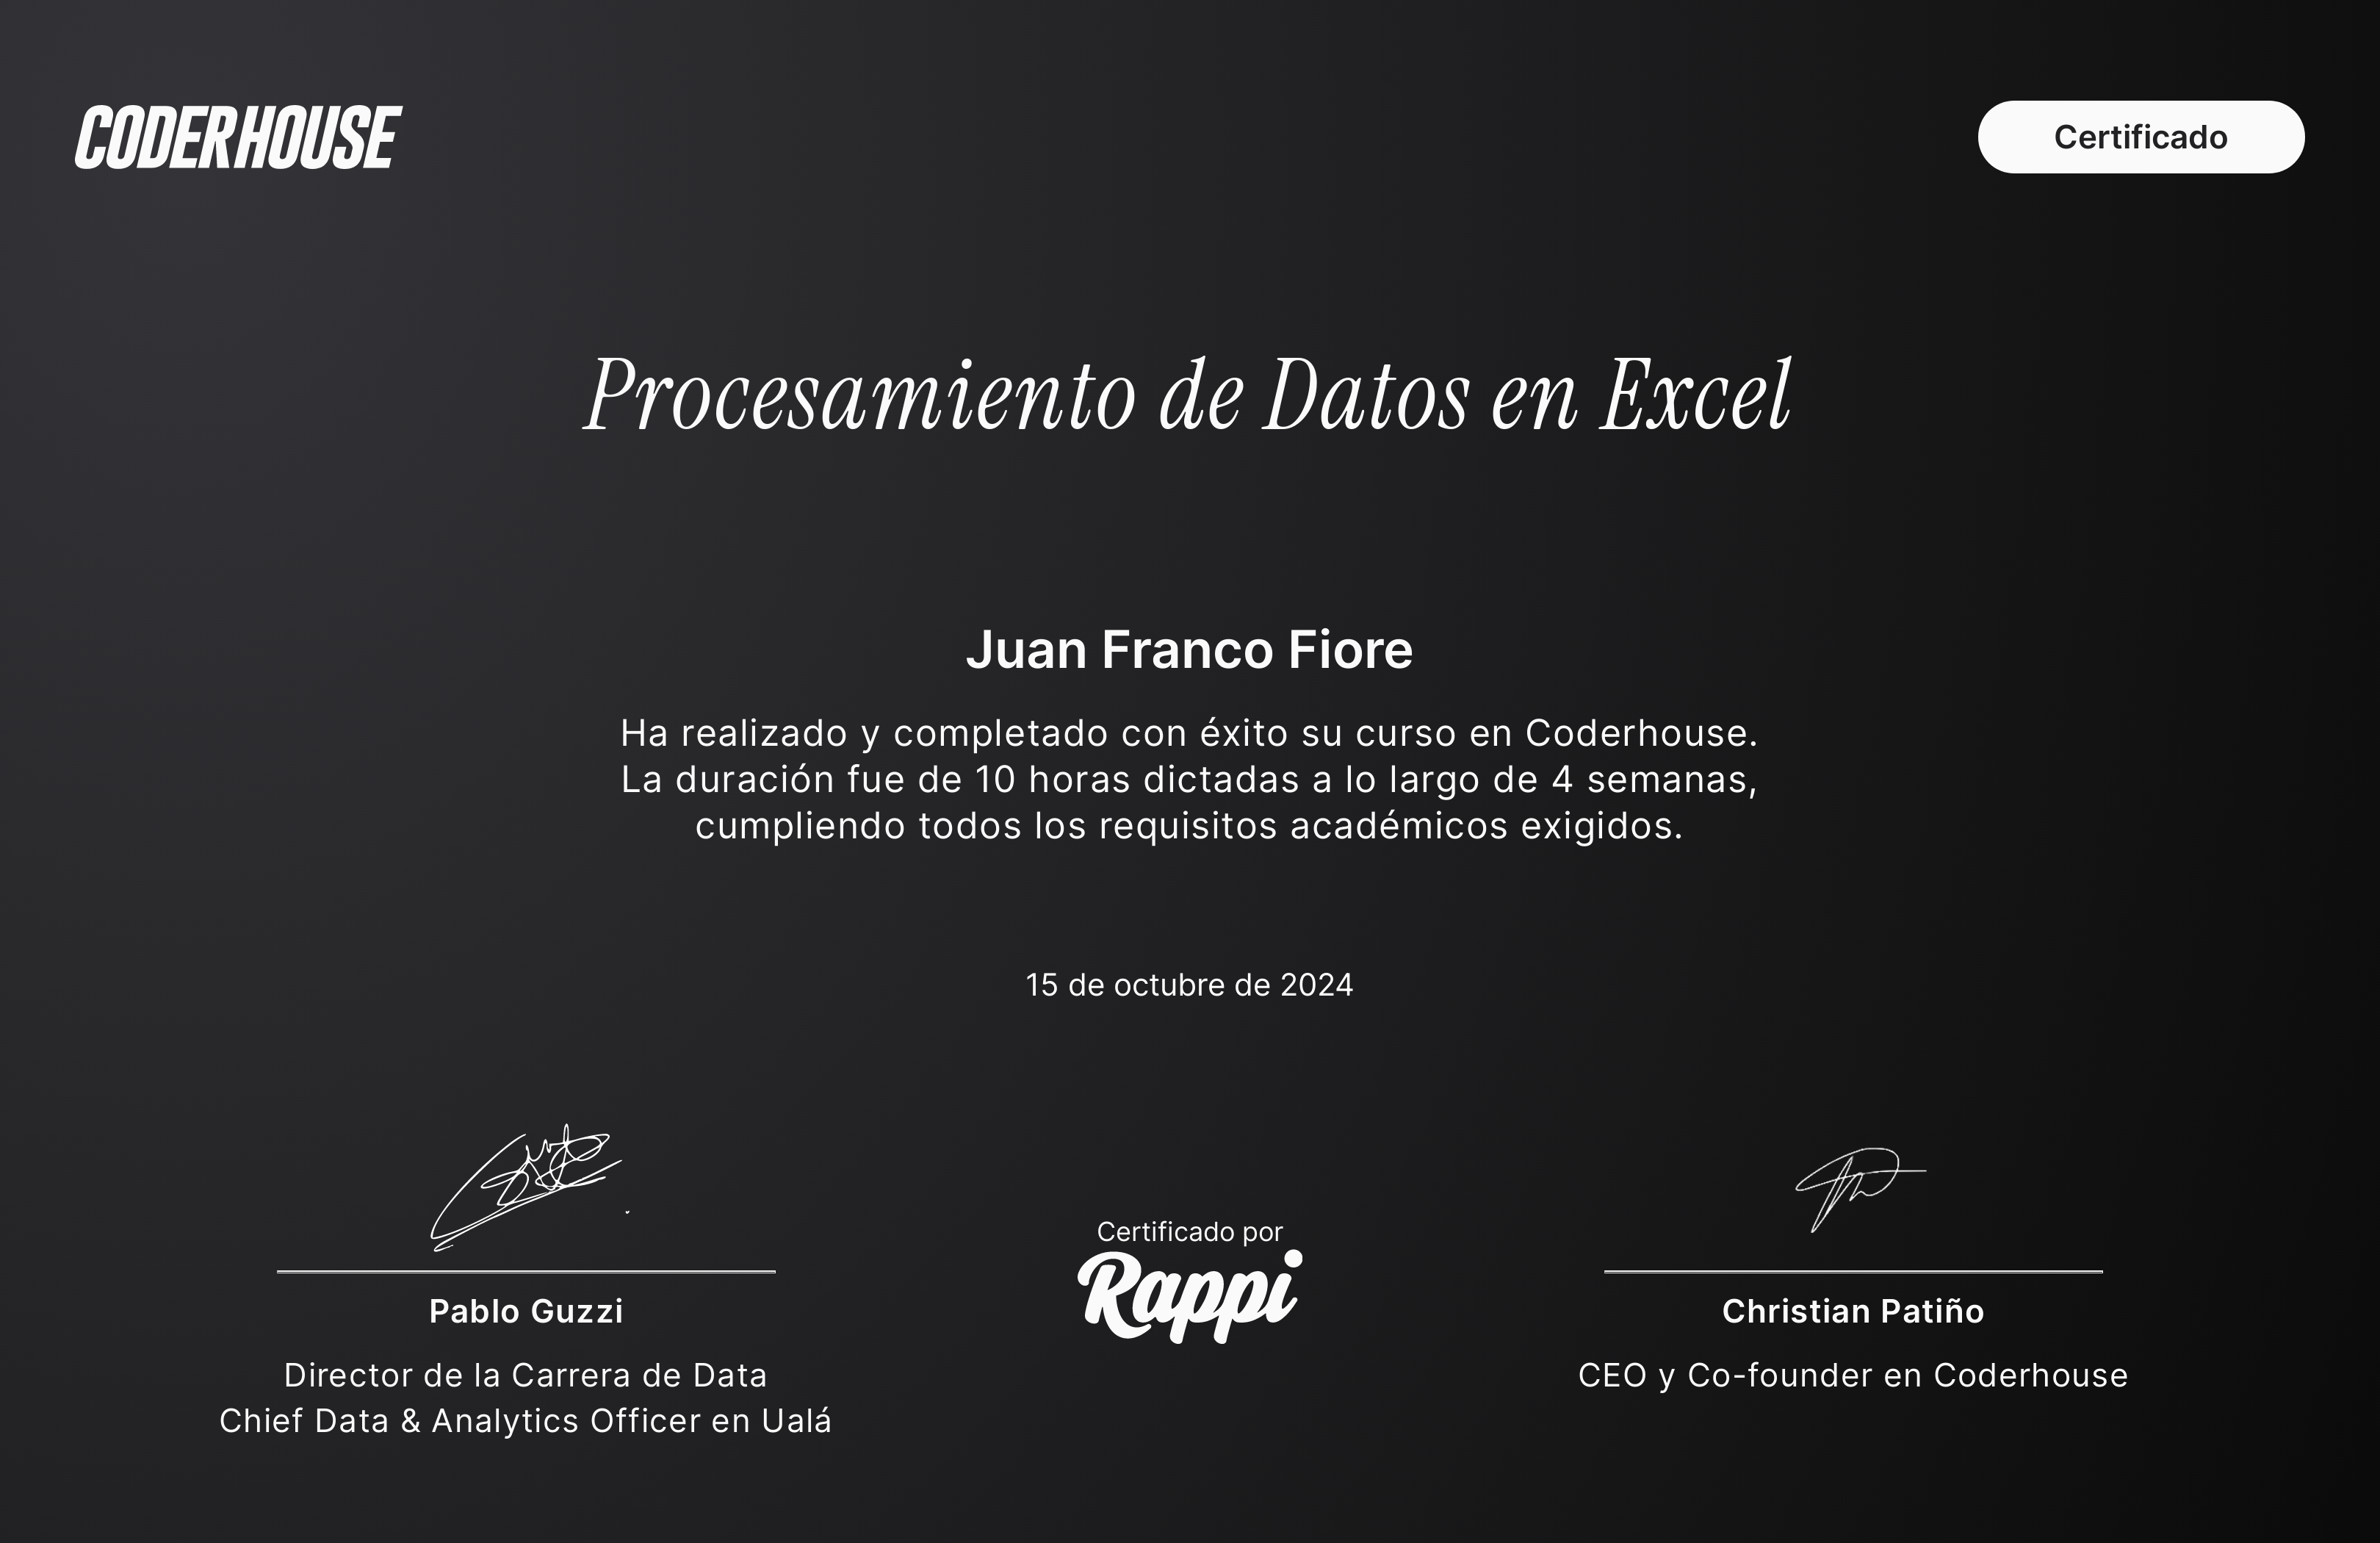 CODERHOUSE
Certificado
Procesamiento de Datos en Excel
Juan Franco Fiore
Ha realizado y completado con éxito su curso en Coderhouse.
La duración fue de 10 horas dictadas a lo largo de 4 semanas,
cumpliendo todos los requisitos académicos exigidos.
15 de octubre de 2024
Pablo Guzzi
Director de la Carrera de Data
Chief Data & Analytics Officer en Ualá
Certificado por
Rappi
Christian Patiño
CEO y Co-founder en Coderhouse